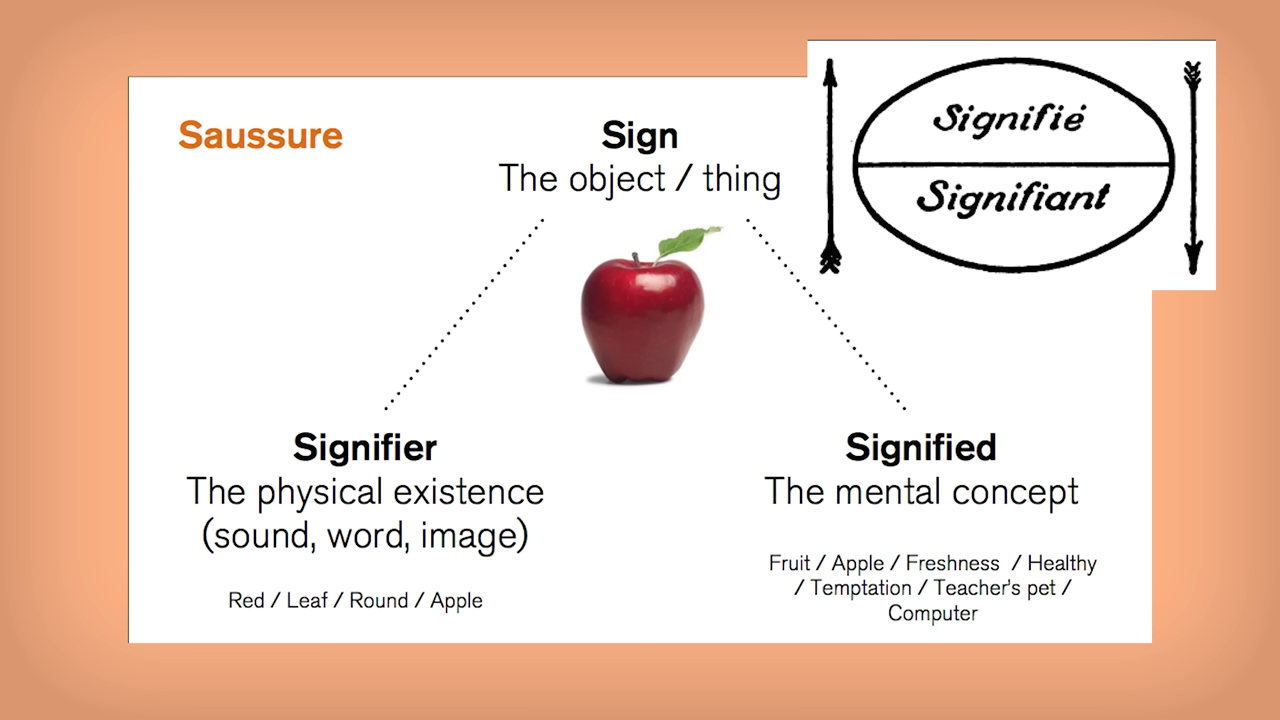 Saussure
Sign
The object / thing
Signifié
Signifiant
Signifier
The physical existence
(sound, word, image)
Red / Leaf / Round / Apple
Signified
The mental concept
Fruit / Apple / Freshness / Healthy
/ Temptation / Teacher's pet /
Computer